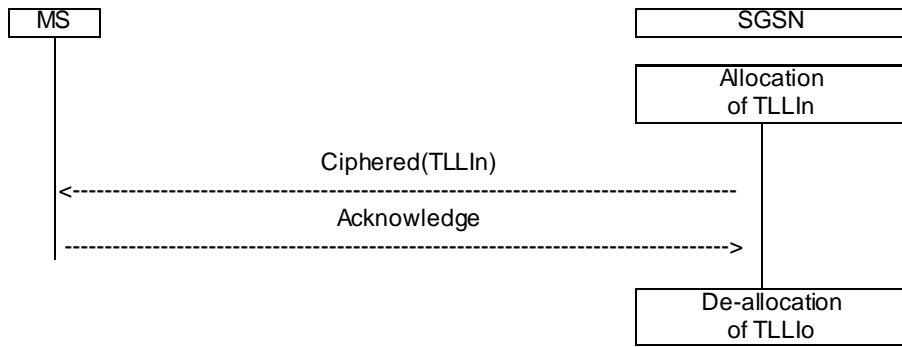 MS
SGSN
Allocation
of TLLIn
Ciphered(TLLIn)
Acknowledge
De-allocation
of TLLIo